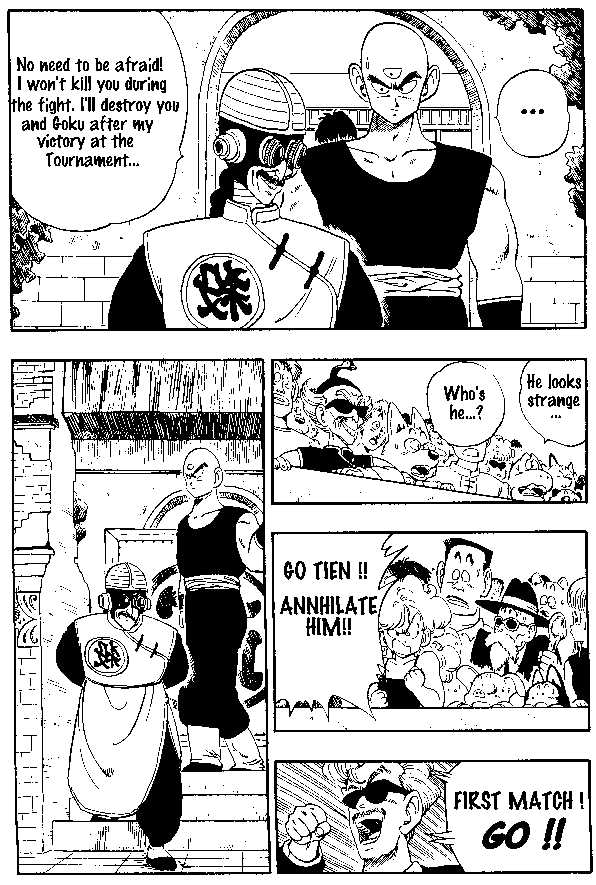 No need to be afraid!
I won't kill you during
the fight. I'll destroy you
and Goku after my
victory at the
Tournament...
...
He looks
strange
...
Who's
he...?
GO TIEN !!
ANNHILATE
HIM!!
FIRST MATCH !
GO !!